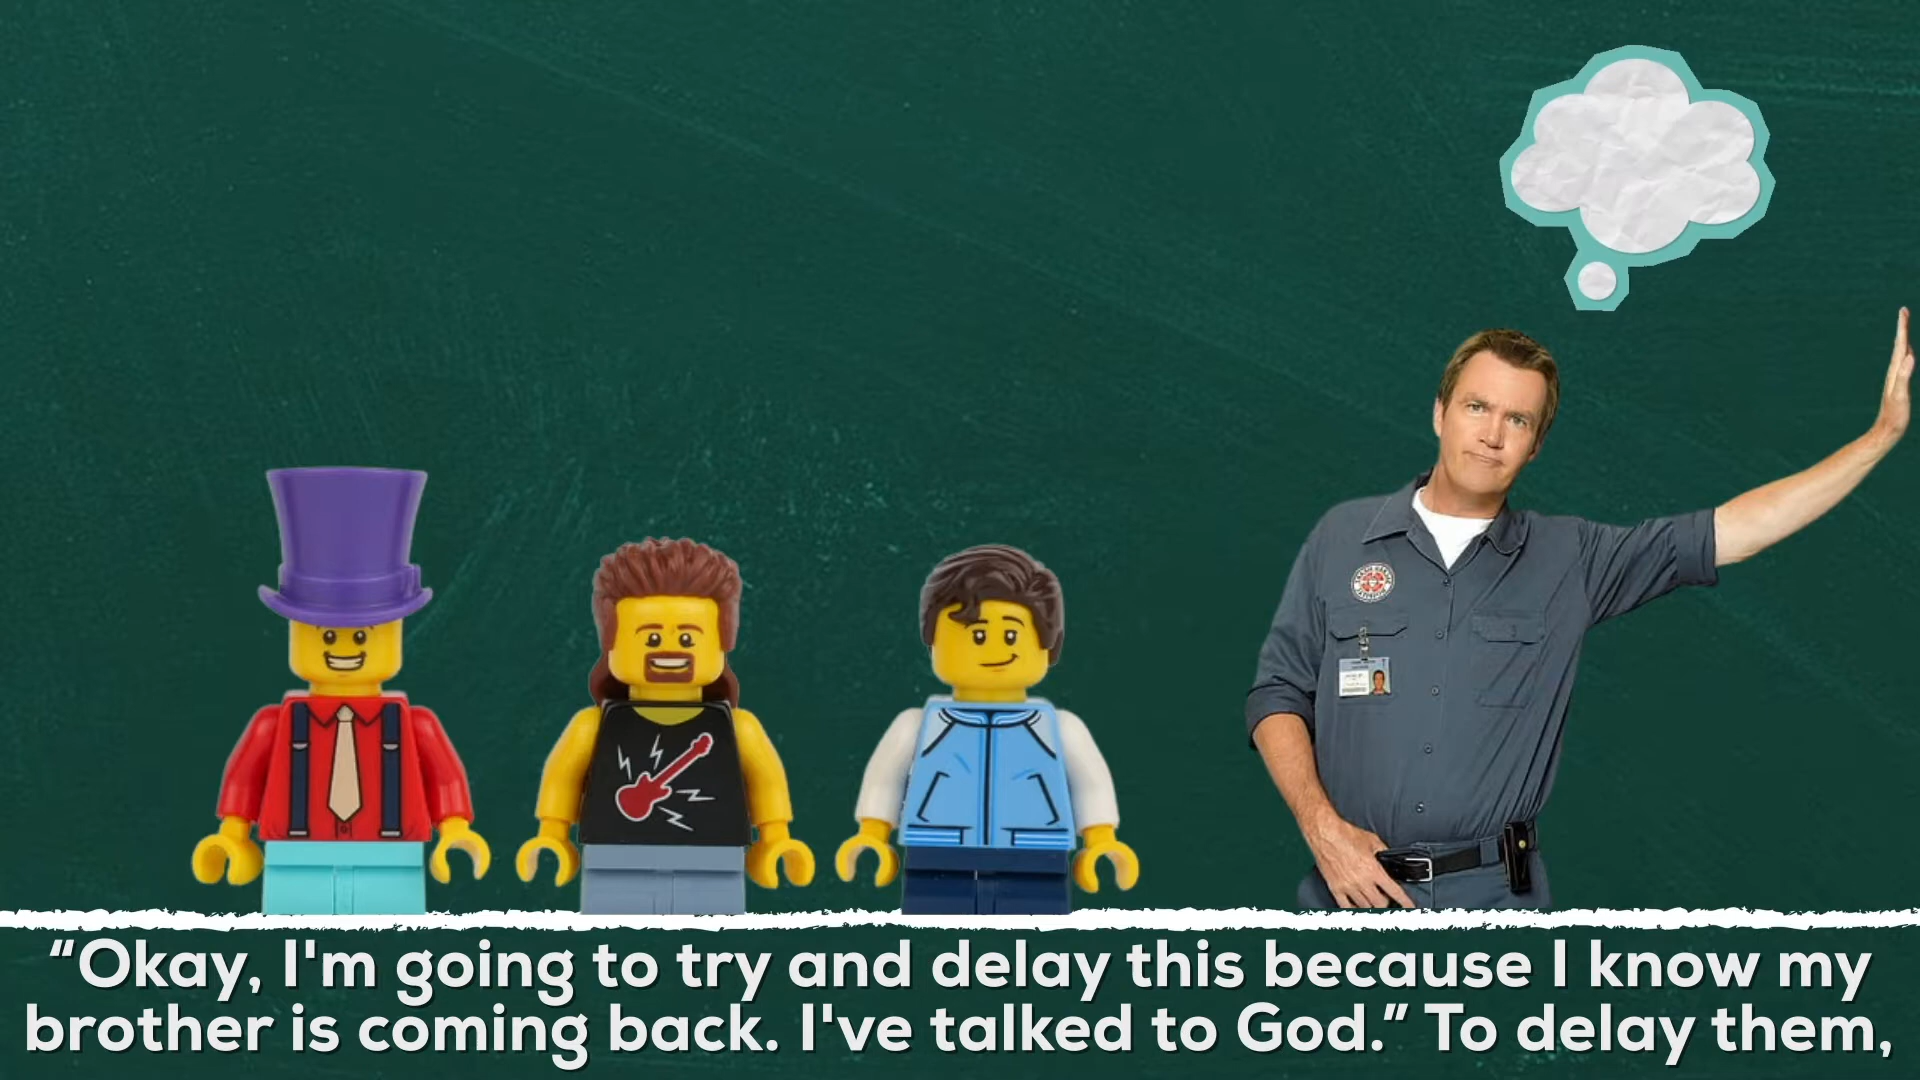 “Okay, I'm going to try and delay this because I know my
brother is coming back. I've talked to God.” To delay them,